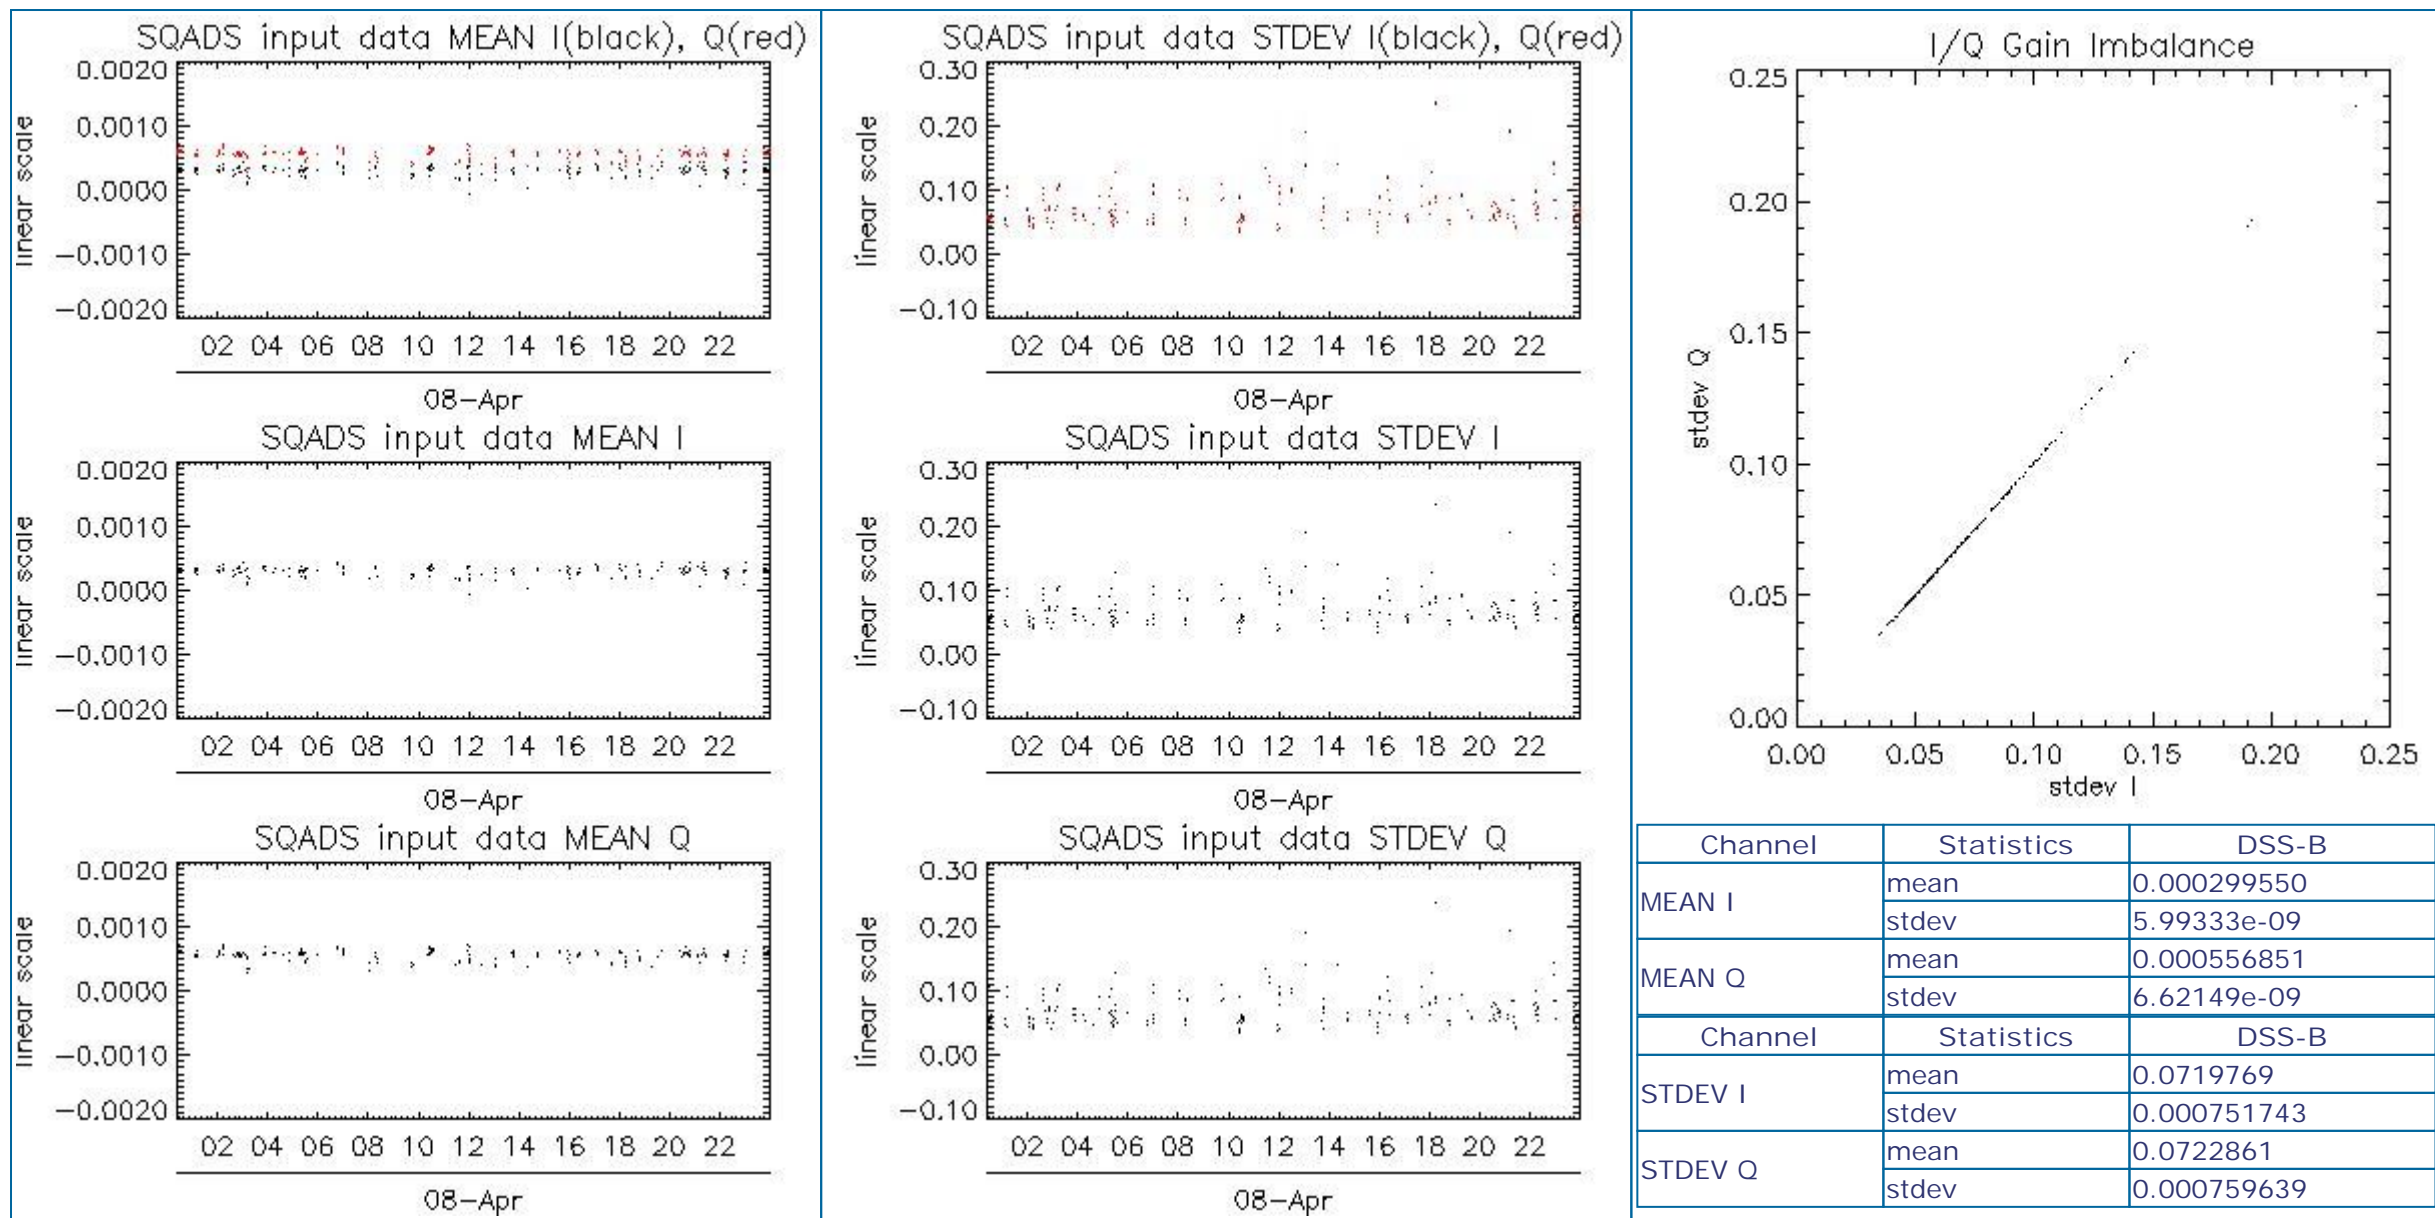 SQADS input data MEAN I(black), Q(red)
0.0020
0.0010
0.0000
−0.0010
−0.0020
linear scale
02 04 06 08 10 12 14 16 18 20 22
08−Apr
SQADS input data MEAN I
0.0020
0.0010
0.0000
−0.0010
−0.0020
linear scale
02 04 06 08 10 12 14 16 18 20 22
08−Apr
SQADS input data MEAN Q
0.0020
0.0010
0.0000
−0.0010
−0.0020
linear scale
02 04 06 08 10 12 14 16 18 20 22
08−Apr
SQADS input data STDEV I(black), Q(red)
0.30
0.20
0.10
0.00
−0.10
linear scale
02 04 06 08 10 12 14 16 18 20 22
08−Apr
SQADS input data STDEV I
0.30
0.20
0.10
0.00
−0.10
linear scale
02 04 06 08 10 12 14 16 18 20 22
08−Apr
SQADS input data STDEV Q
0.30
0.20
0.10
0.00
−0.10
linear scale
02 04 06 08 10 12 14 16 18 20 22
08−Apr
I/Q Gain Imbalance
0.25
0.20
0.15
0.10
0.05
0.00
stdev Q
0.00 0.05 0.10 0.15 0.20 0.25
stdev I
Channel Statistics DSS-B
MEAN I mean 0.000299550
stdev 5.99333e-09
MEAN Q mean 0.000556851
stdev 6.62149e-09
Channel Statistics DSS-B
STDEV I mean 0.0719769
stdev 0.000751743
STDEV Q mean 0.0722861
stdev 0.000759639